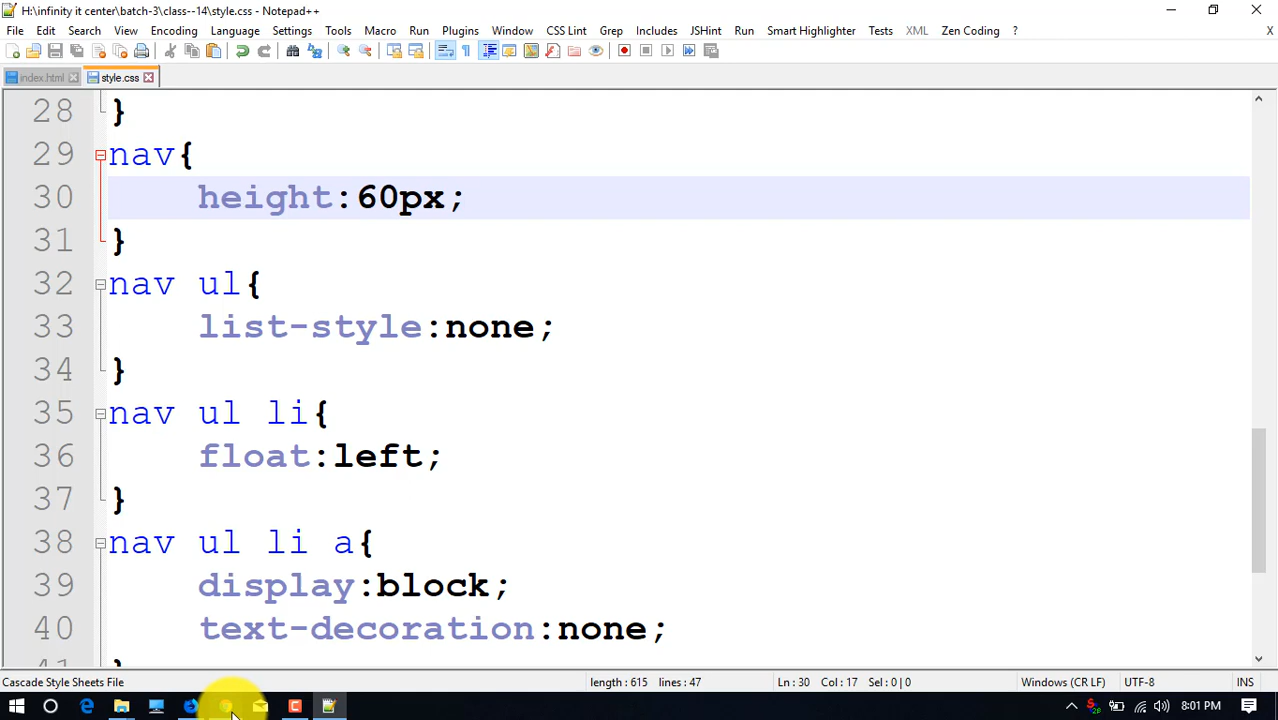 H:\infinity it center\batch-3\class--14\style.css - Notepad++
File Edit Search View Encoding Language Settings Tools Macro Run Plugins Window CSS Lint Grep Includes JSHint Run Smart Highlighter Tests XML Zen Coding ? X
index.html style.css
28 }
29 nav{
30 height:60px;
31 }
32 nav ul{
33 list-style:none;
34 }
35 nav ul li{
36 float:left;
37 }
38 nav ul li a{
39 display:block;
40 text-decoration:none;
41 }
Cascade Style Sheets File length : 615 lines : 47 Ln : 30 Col : 17 Sel : 0 | 0 Windows (CR LF) UTF-8 INS
8:01 PM